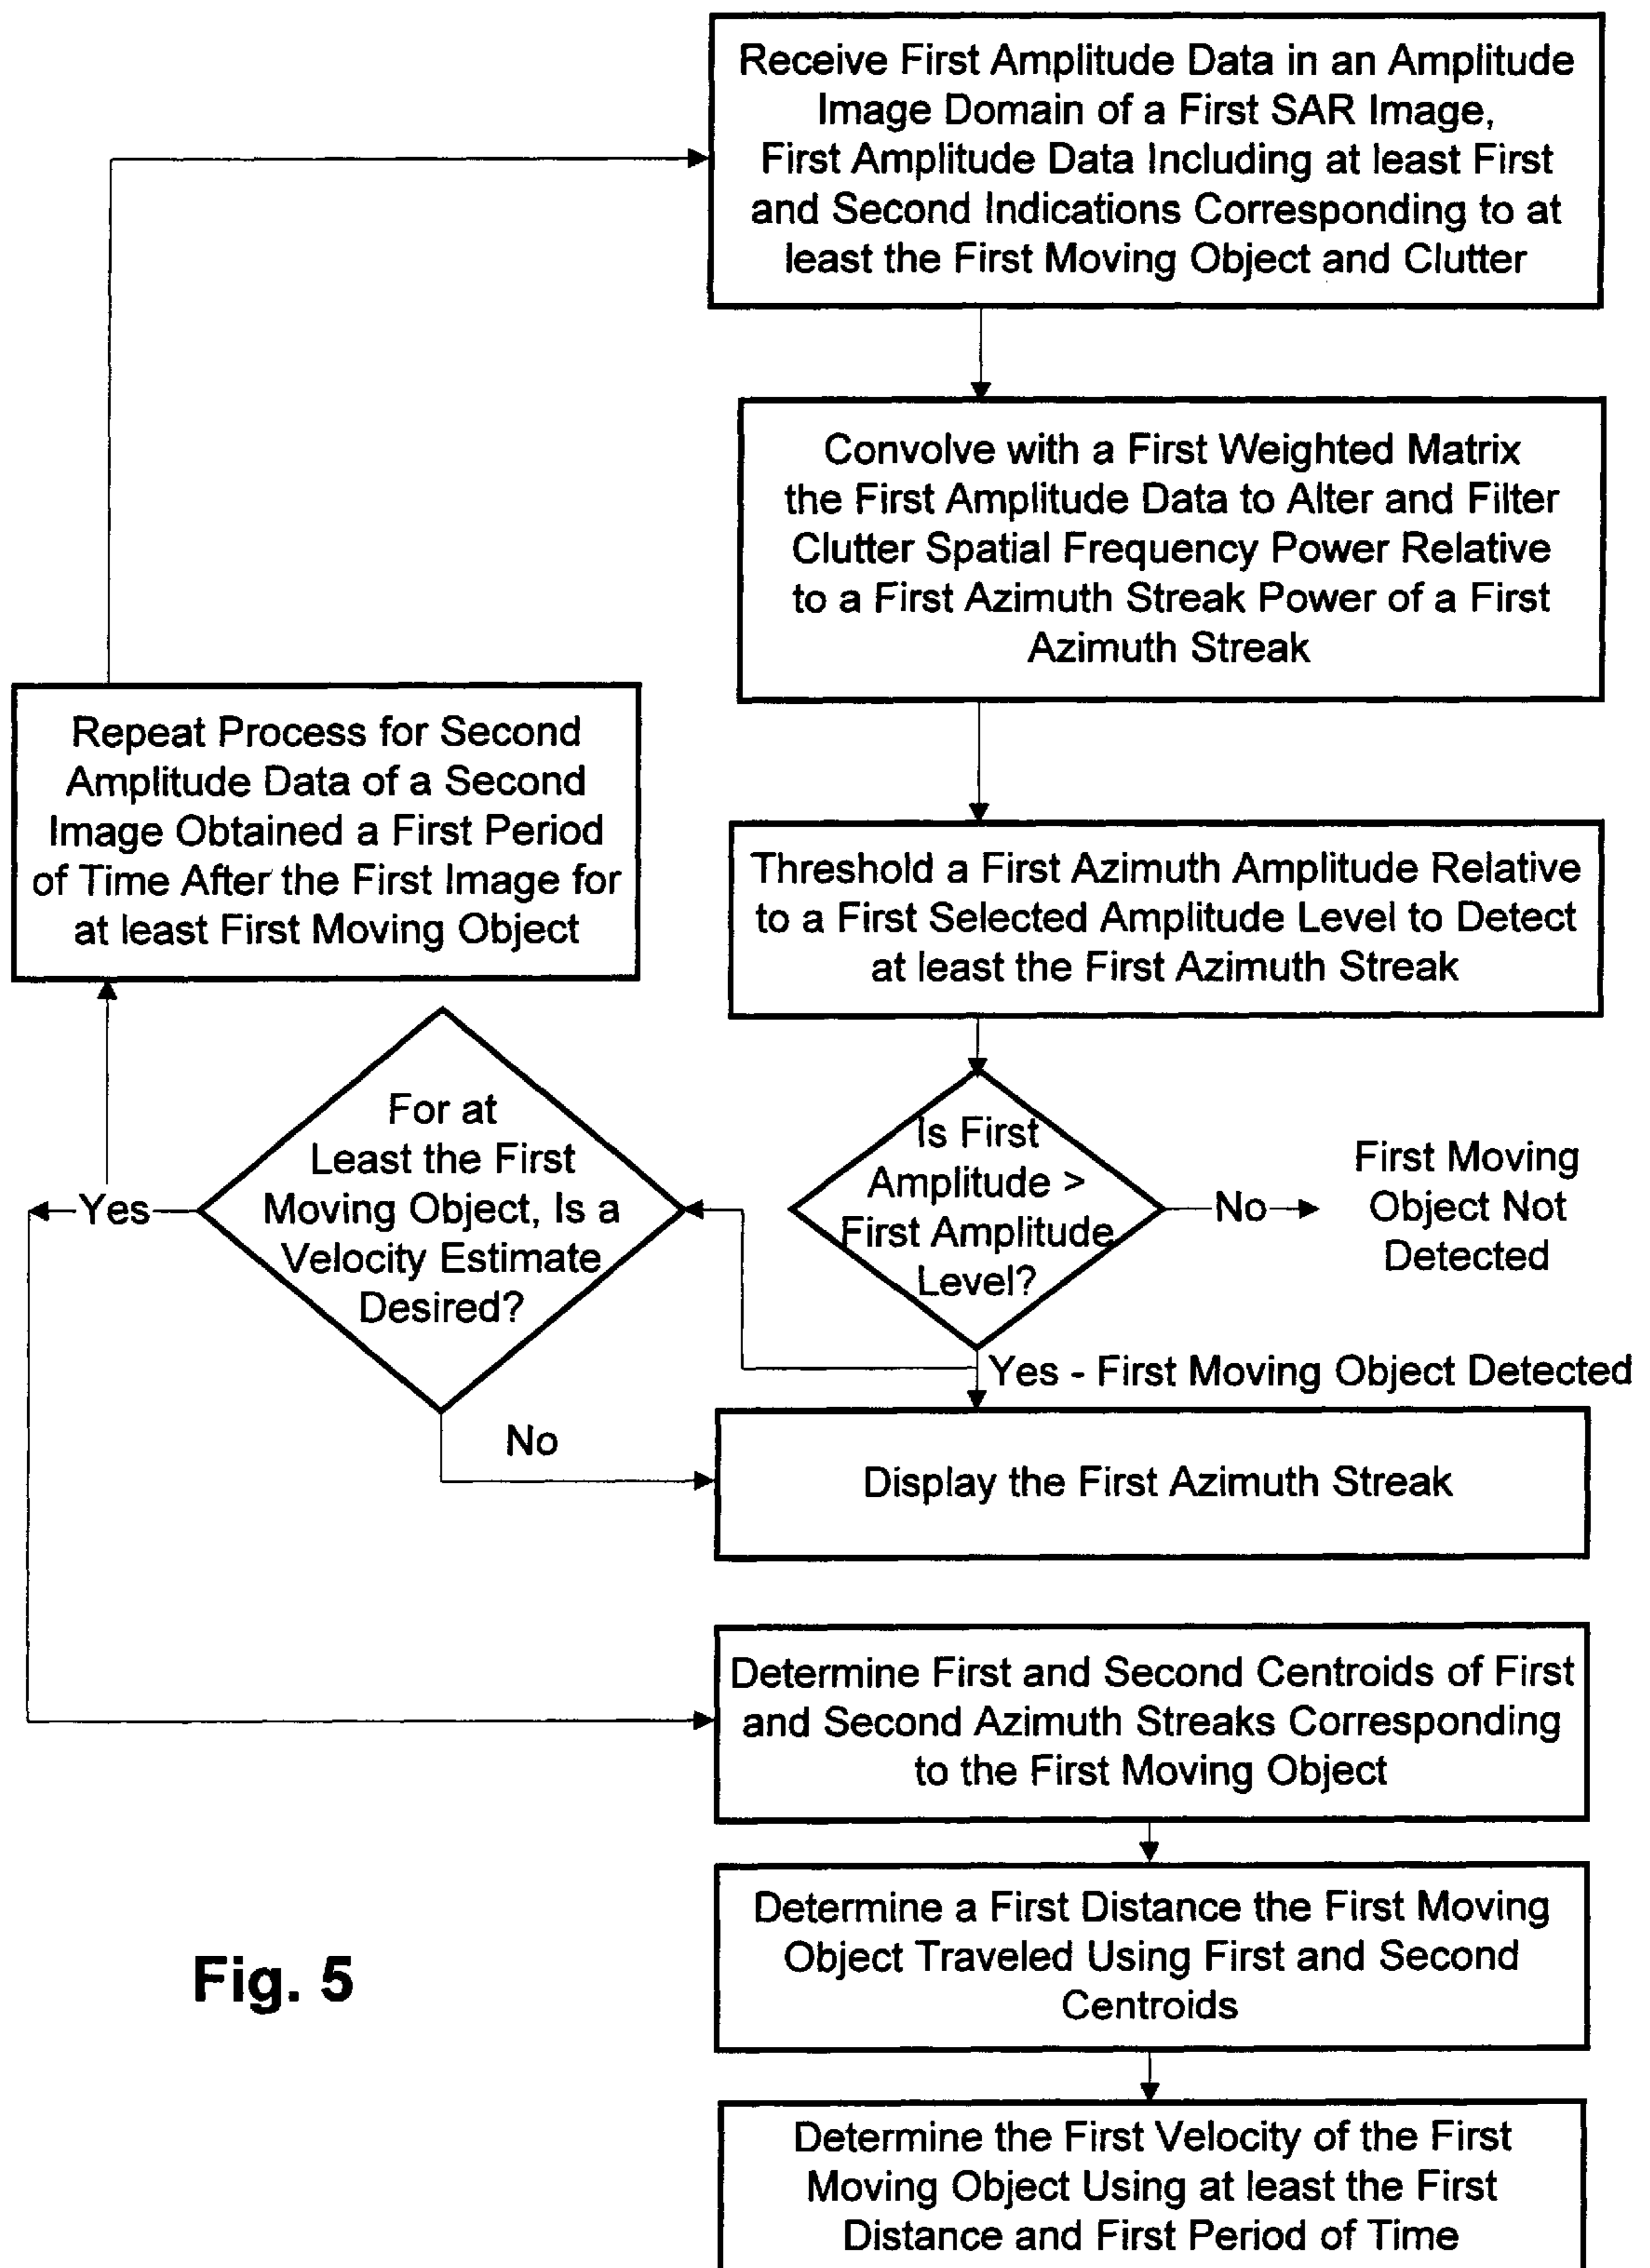 Receive First Amplitude Data in an Amplitude
Image Domain of a First SAR Image,
First Amplitude Data Including at least First
and Second Indications Corresponding to at
least the First Moving Object and Clutter
Convolve with a First Weighted Matrix
the First Amplitude Data to Alter and Filter
Clutter Spatial Frequency Power Relative
to a First Azimuth Streak Power of a First
Azimuth Streak
Repeat Process for Second
Amplitude Data of a Second
Image Obtained a First Period
of Time After the First Image for
at least First Moving Object
Threshold a First Azimuth Amplitude Relative
to a First Selected Amplitude Level to Detect
at least the First Azimuth Streak
For at
Least the First
Moving Object, Is a
Velocity Estimate
Desired?
Yes
Is First
Amplitude >
First Amplitude
Level?
No
First Moving
Object Not
Detected
Yes - First Moving Object Detected
No
Display the First Azimuth Streak
Determine First and Second Centroids of First
and Second Azimuth Streaks Corresponding
to the First Moving Object
Determine a First Distance the First Moving
Object Traveled Using First and Second
Centroids
Fig. 5
Determine the First Velocity of the First
Moving Object Using at least the First
Distance and First Period of Time